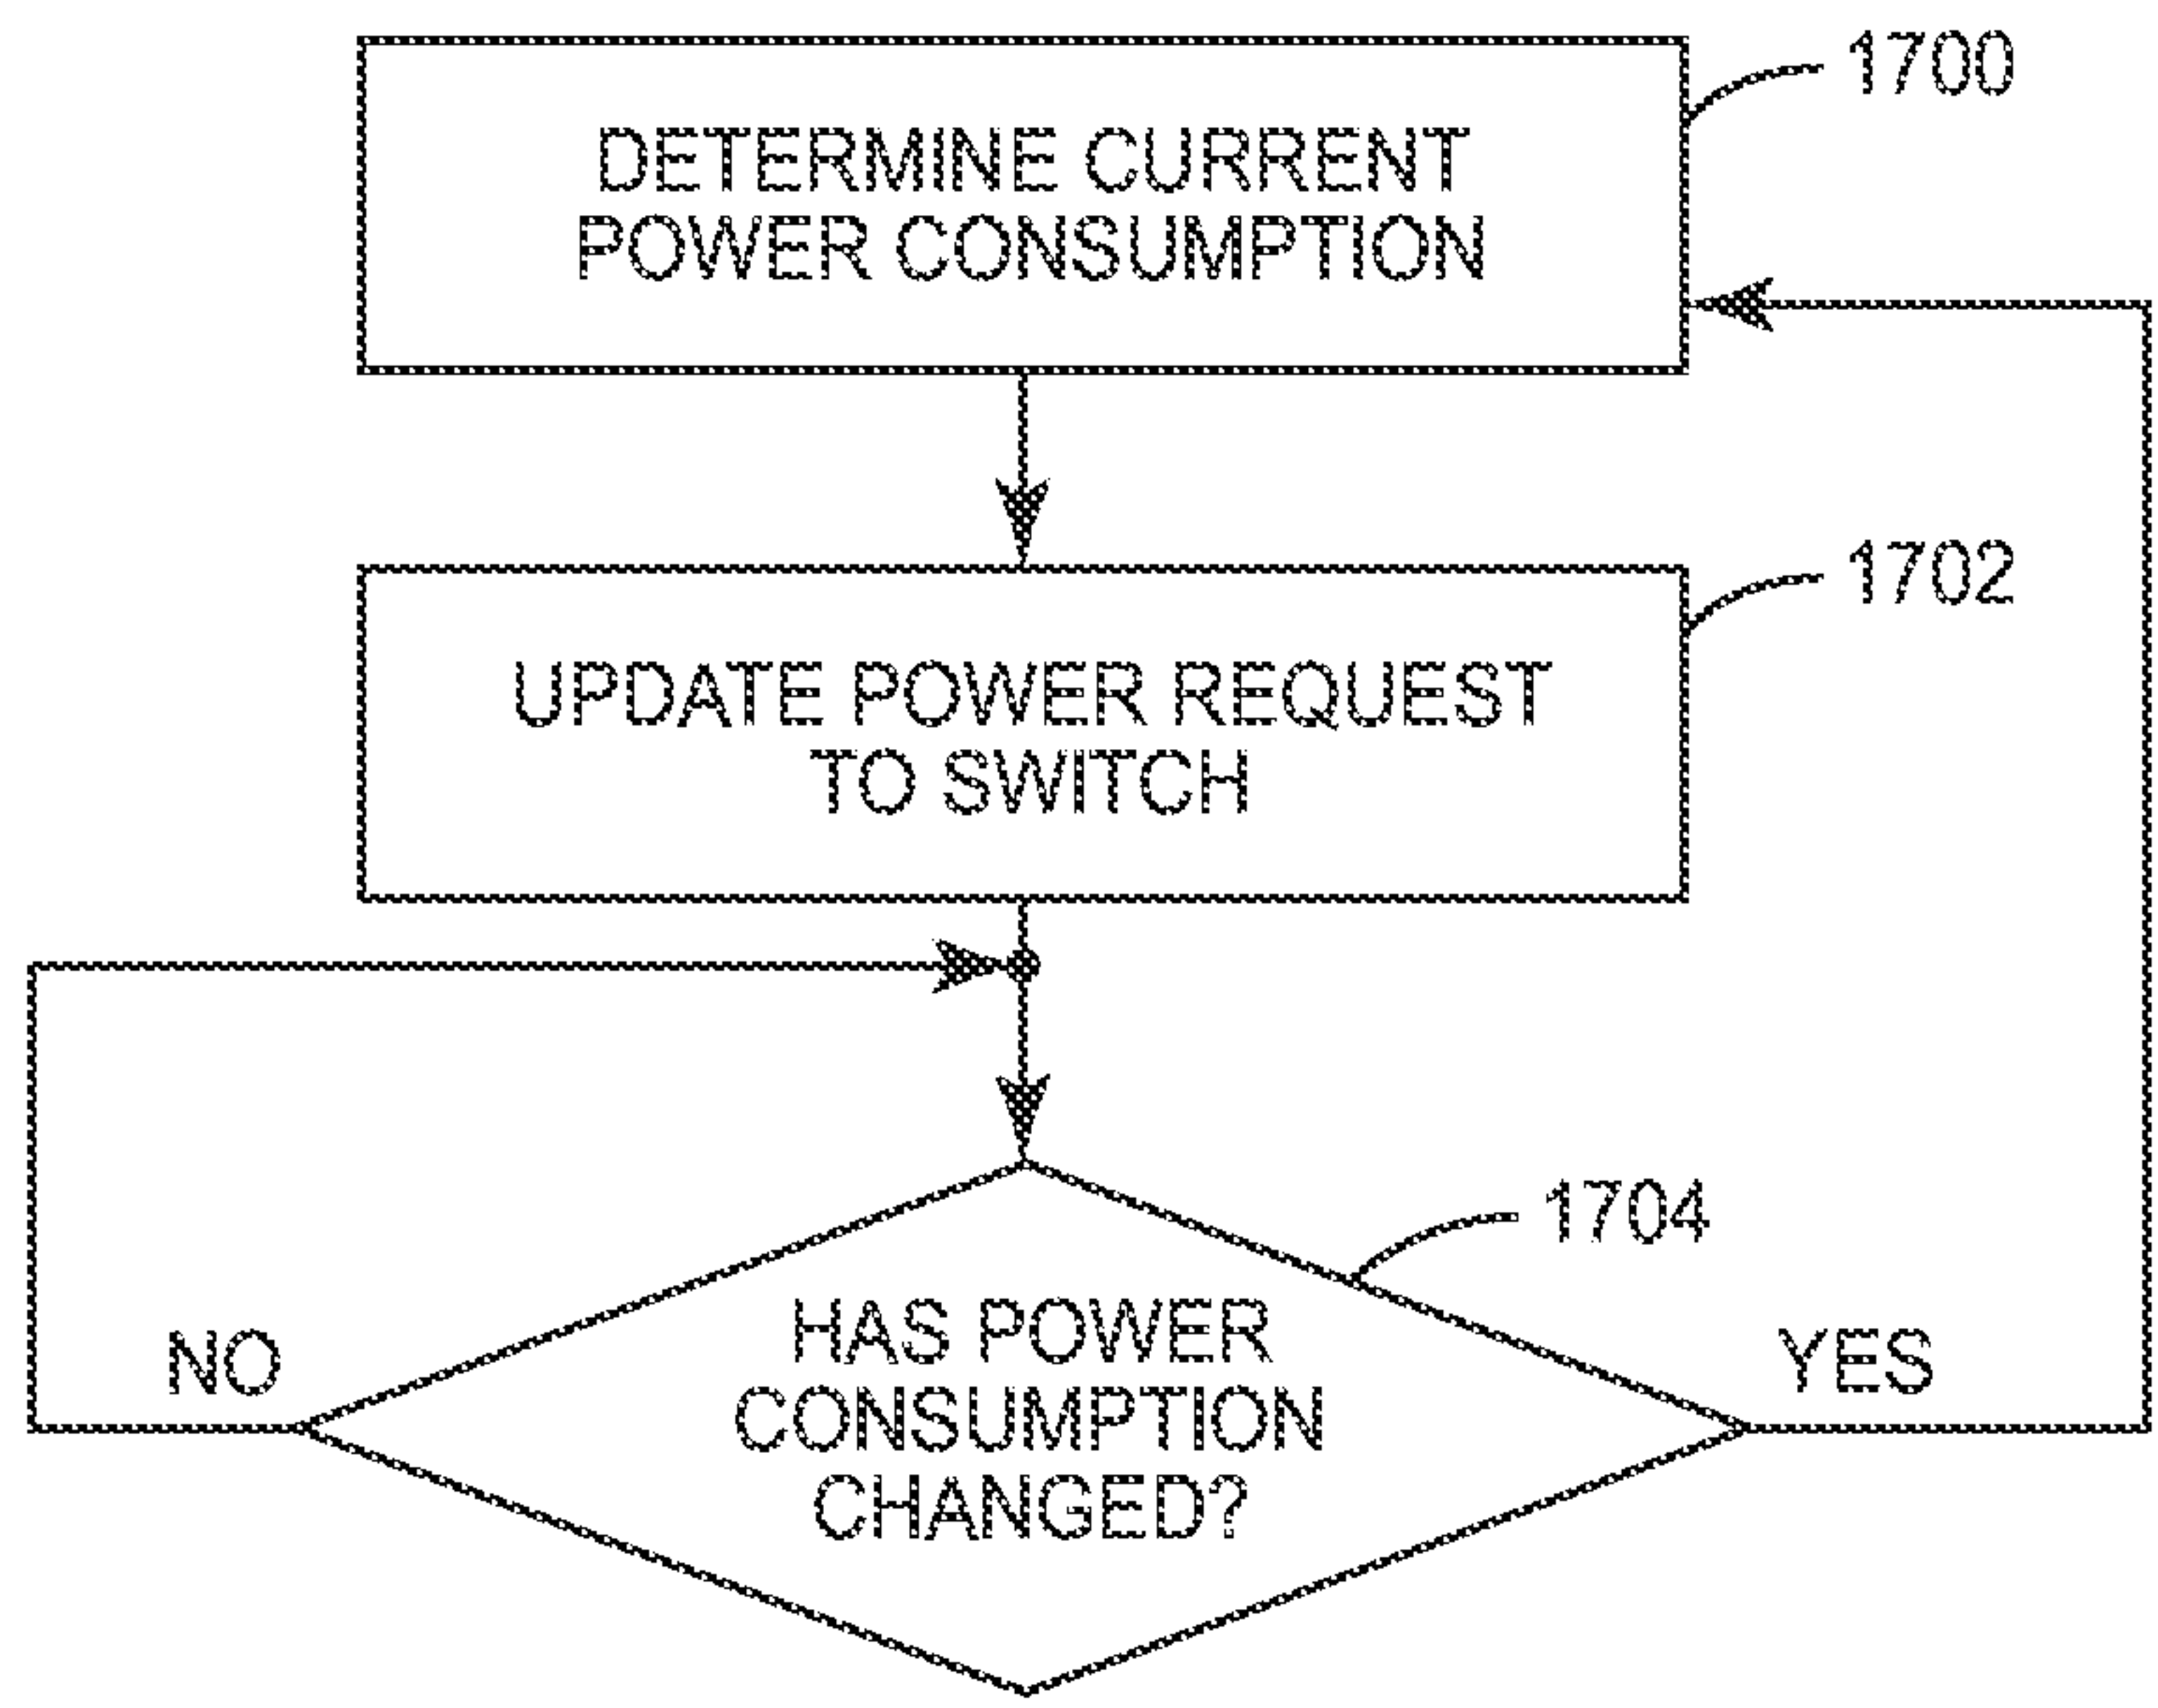 1700
DETERMINE CURRENT
POWER CONSUMPTION
1702
UPDATE POWER REQUEST
TO SWITCH
1704
HAS POWER
CONSUMPTION
CHANGED?
NO
YES